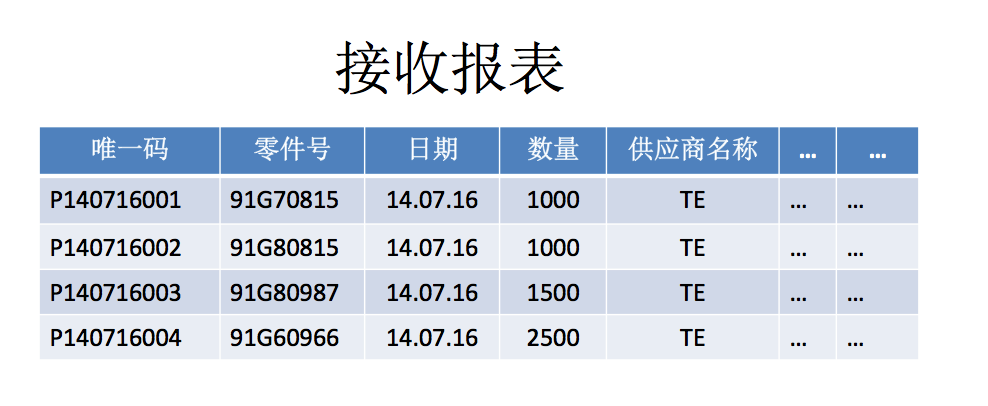 接收报表
唯一码 零件号 日期 数量 供应商名称 ... ...
P140716001 91G70815 14.07.16 1000 TE ... ...
P140716002 91G80815 14.07.16 1000 TE ... ...
P140716003 91G80987 14.07.16 1500 TE ... ...
P140716004 91G60966 14.07.16 2500 TE ... ...